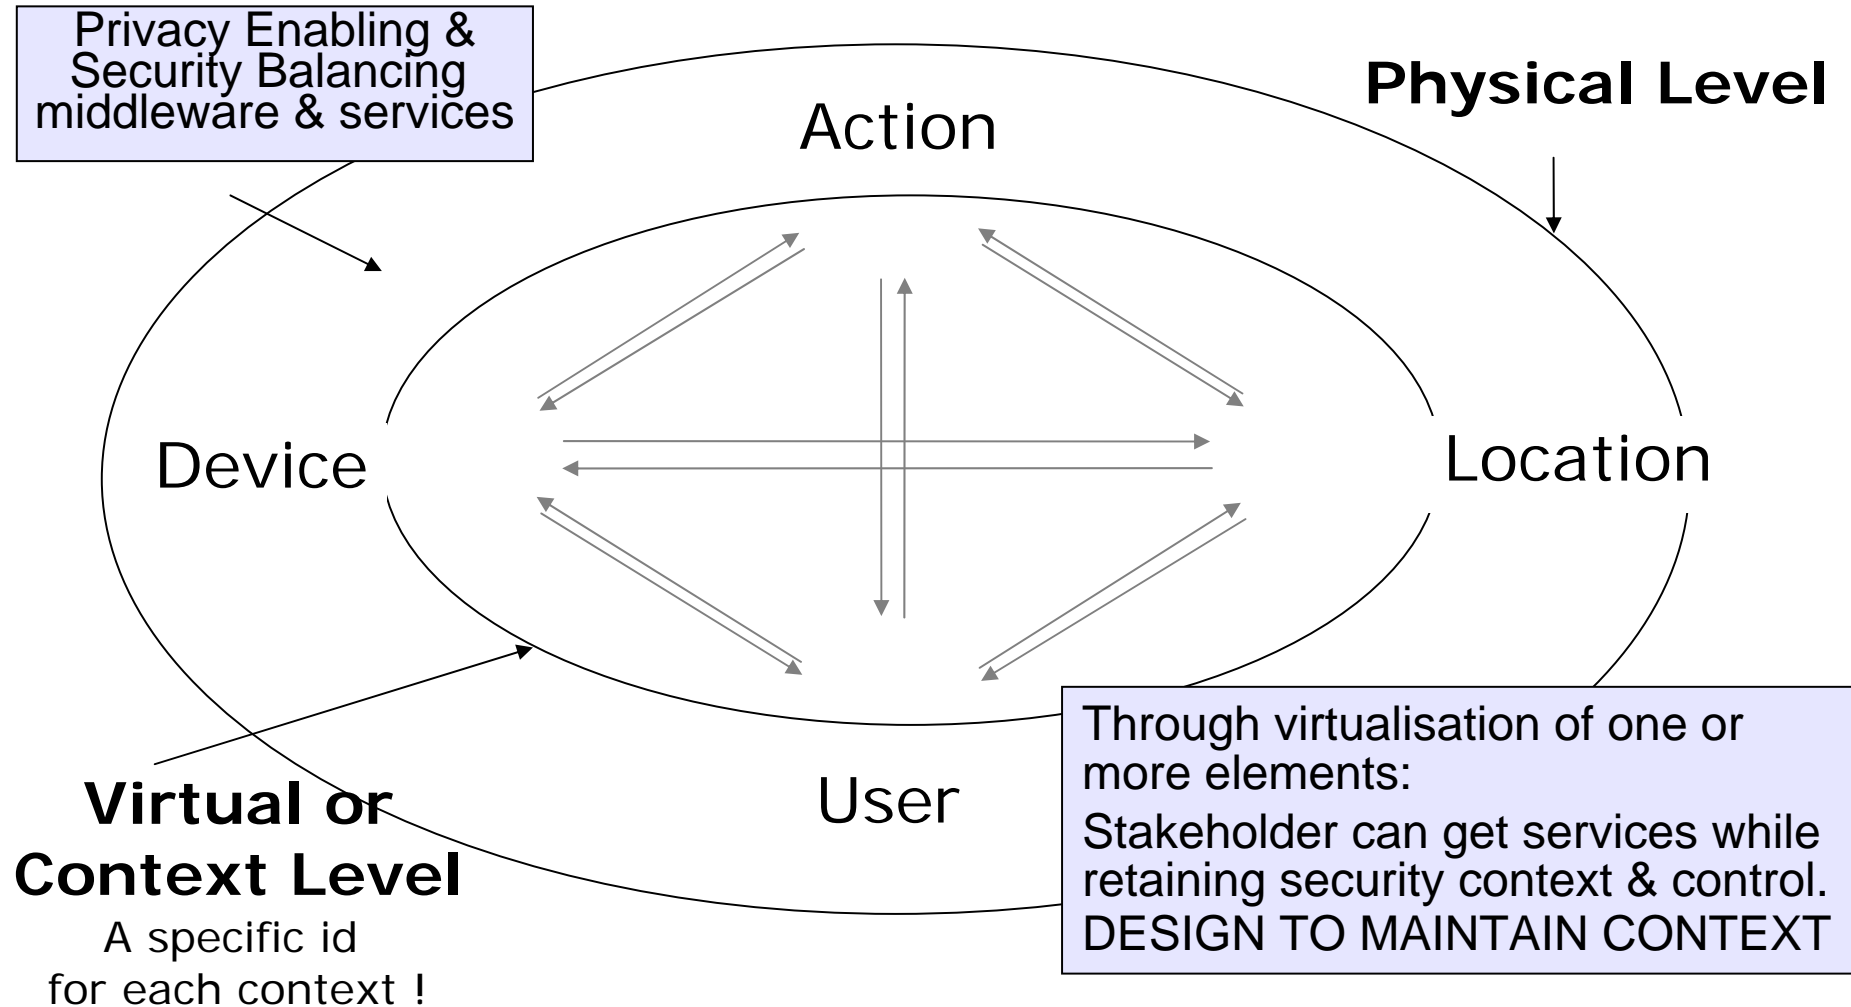 Privacy Enabling &
Security Balancing
middleware & services
Physical Level
Action
Device
Location
User
Virtual or
Context Level
A specific id
for each context !
Through virtualisation of one or
more elements:
Stakeholder can get services while
retaining security context & control.
DESIGN TO MAINTAIN CONTEXT